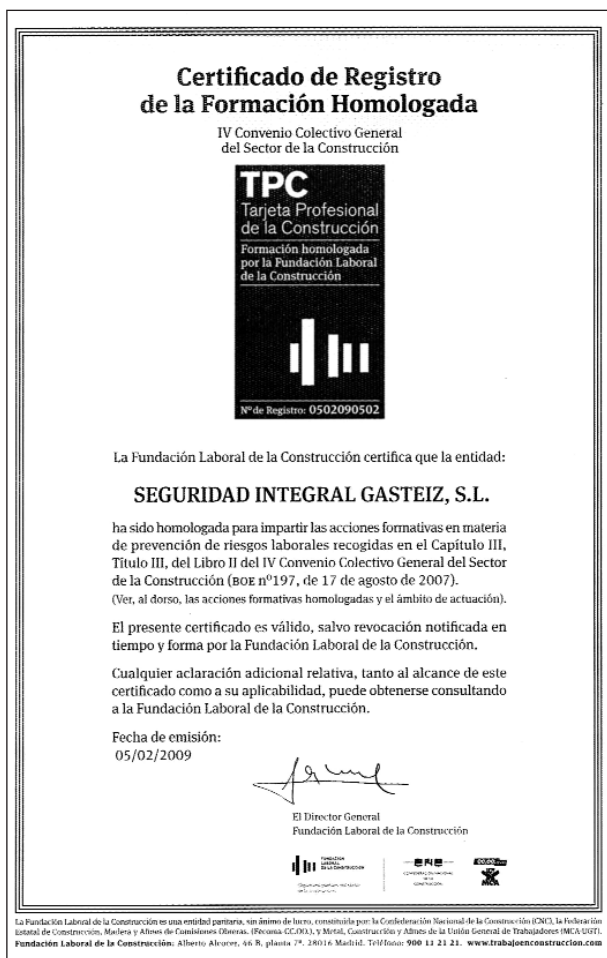 Certificado de Registro
de la Formación Homologada
IV Convenio Colectivo General
del Sector de la Construcción
TPC
Tarjeta Profesional
de la Construcción
Formación homologada
por la Fundación Laboral
de la Construcción
Nº de Registro: 0502090502
La Fundación Laboral de la Construcción certifica que la entidad:
SEGURIDAD INTEGRAL GASTEIZ, S.L.
ha sido homologada para impartir las acciones formativas en materia
de prevención de riesgos laborales recogidas en el Capítulo III,
Título III, del Libro II del IV Convenio Colectivo General del Sector
de la Construcción (BOE nº197, de 17 de agosto de 2007).
(Ver, al dorso, las acciones formativas homologadas y el ámbito de actuación).
El presente certificado es válido, salvo revocación notificada en
tiempo y forma por la Fundación Laboral de la Construcción.
Cualquier aclaración adicional relativa, tanto al alcance de este
certificado como a su aplicabilidad, puede obtenerse consultando
a la Fundación Laboral de la Construcción.
Fecha de emisión:
05/02/2009
El Director General
Fundación Laboral de la Construcción
FUNDACIÓN
LABORAL
DE LA CONSTRUCCIÓN
CONFEDERACIÓN NACIONAL
DE LA
CONSTRUCCIÓN
MCA
La Fundación Laboral de la Construcción es una entidad paritaria, sin ánimo de lucro, constituida por: la Confederación Nacional de la Construcción (CNC), la Federación
Estatal de Construcción, Madera y Afines de Comisiones Obreras. (Fecoma-CC.OO.), y Metal, Construcción y Afines de la Unión General de Trabajadores (MCA-UGT).
Fundación Laboral de la Construcción: Alberto Alcocer, 46 B, planta 7ª. 28016 Madrid. Teléfono: 900 11 21 21. www.trabajoenconstruccion.com